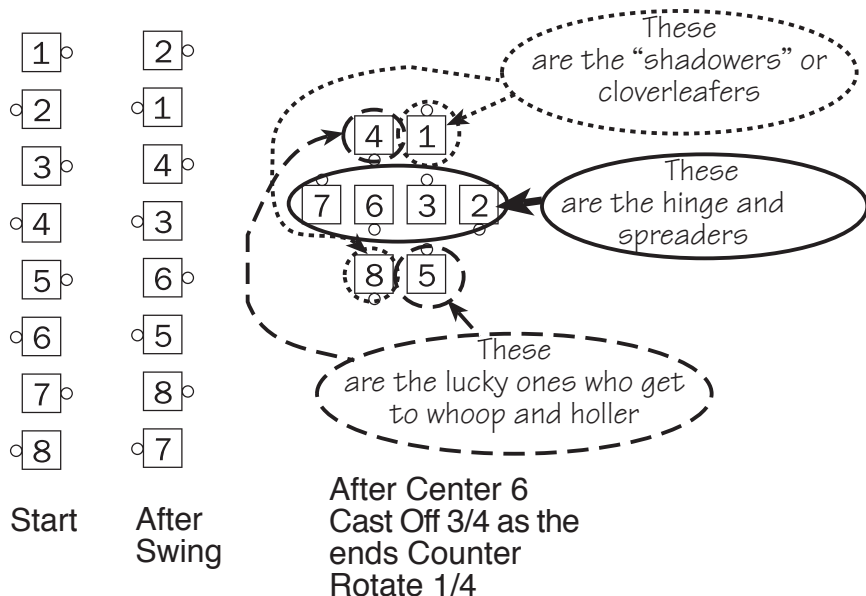 1
2
3
4
5
6
7
8
Start
2
1
4
3
6
5
8
7
After
Swing
4 1
7 6 3 2
8 5
After Center 6
Cast Off 3/4 as the
ends Counter
Rotate 1/4
These
are the “shadowers” or
cloverleafers
These
are the hinge and
spreaders
These
are the lucky ones who get
to whoop and holler